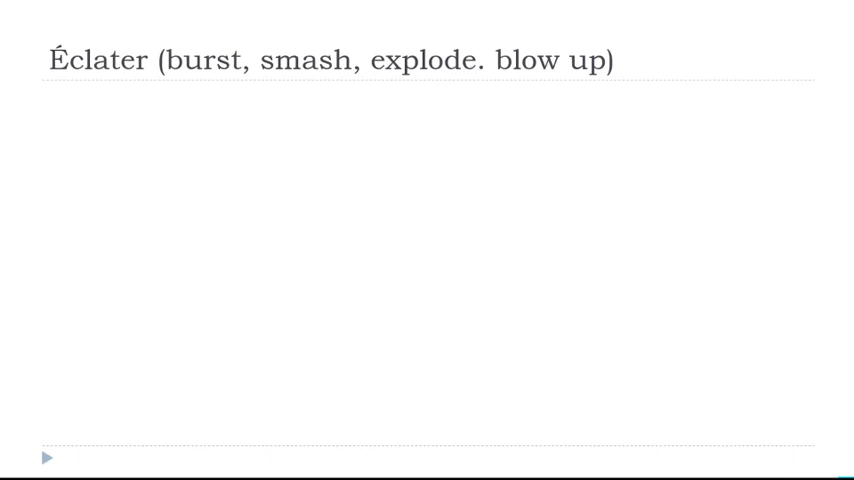 Éclater (burst, smash, explode. blow up)